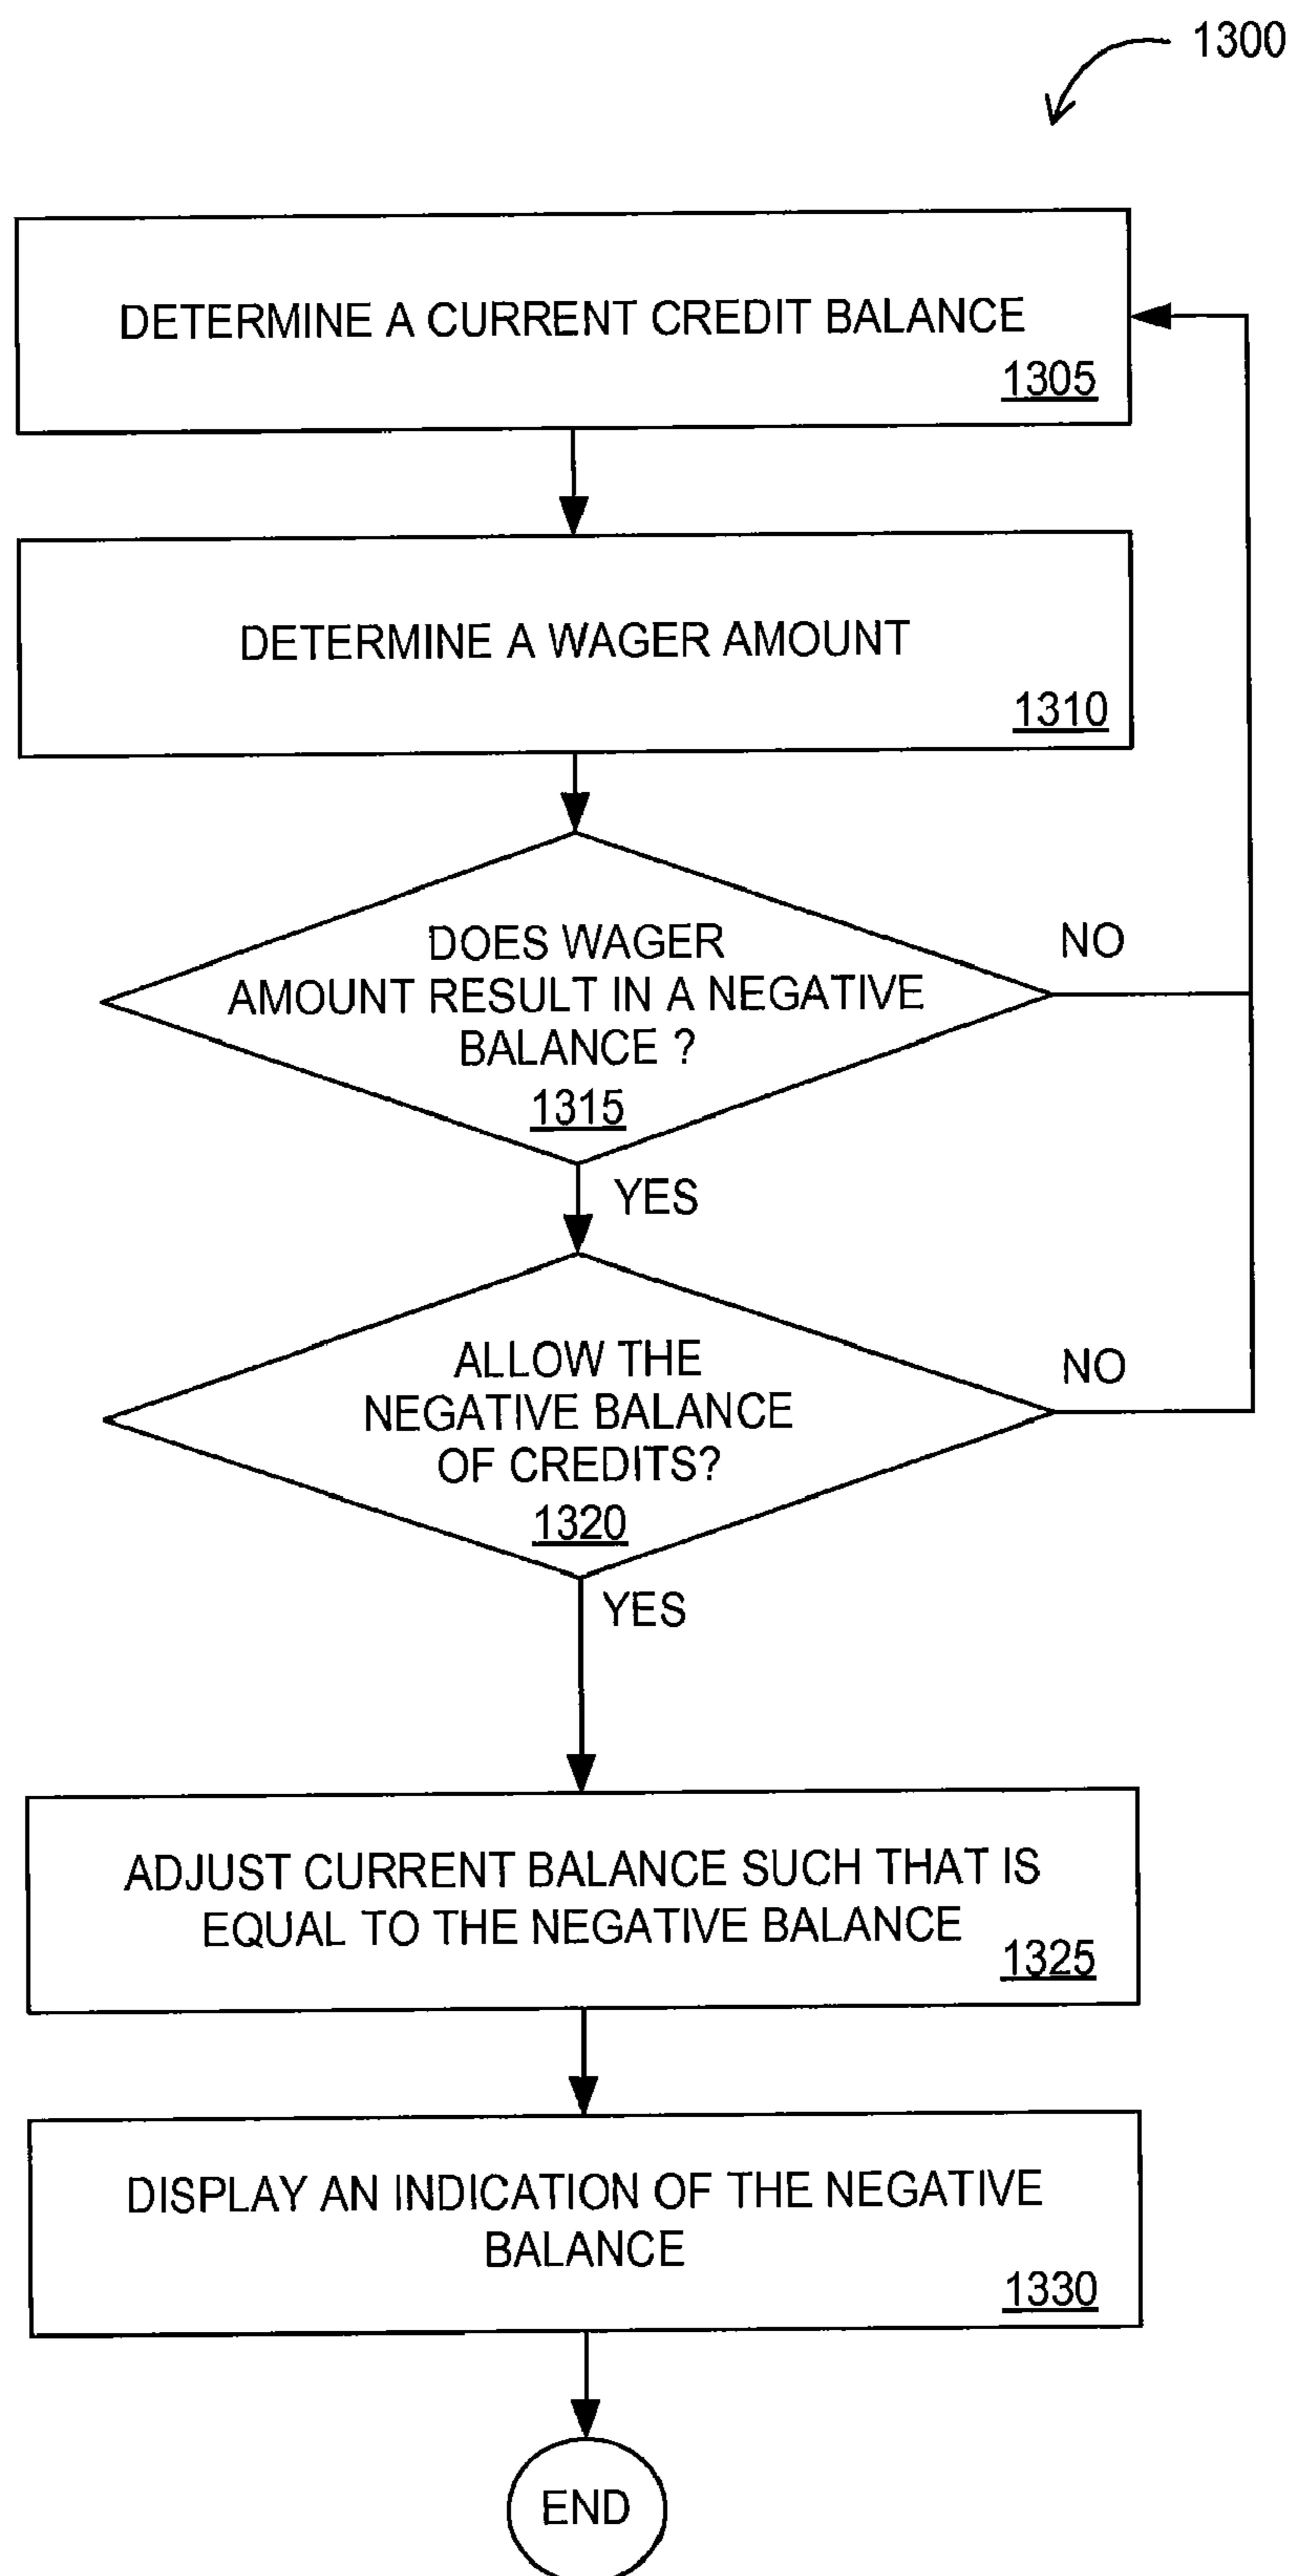 1300
DETERMINE A CURRENT CREDIT BALANCE
1305
DETERMINE A WAGER AMOUNT
1310
DOES WAGER
AMOUNT RESULT IN A NEGATIVE
BALANCE ?
1315
NO
YES
ALLOW THE
NEGATIVE BALANCE
OF CREDITS?
1320
NO
YES
ADJUST CURRENT BALANCE SUCH THAT IS
EQUAL TO THE NEGATIVE BALANCE
1325
DISPLAY AN INDICATION OF THE NEGATIVE
BALANCE
1330
END